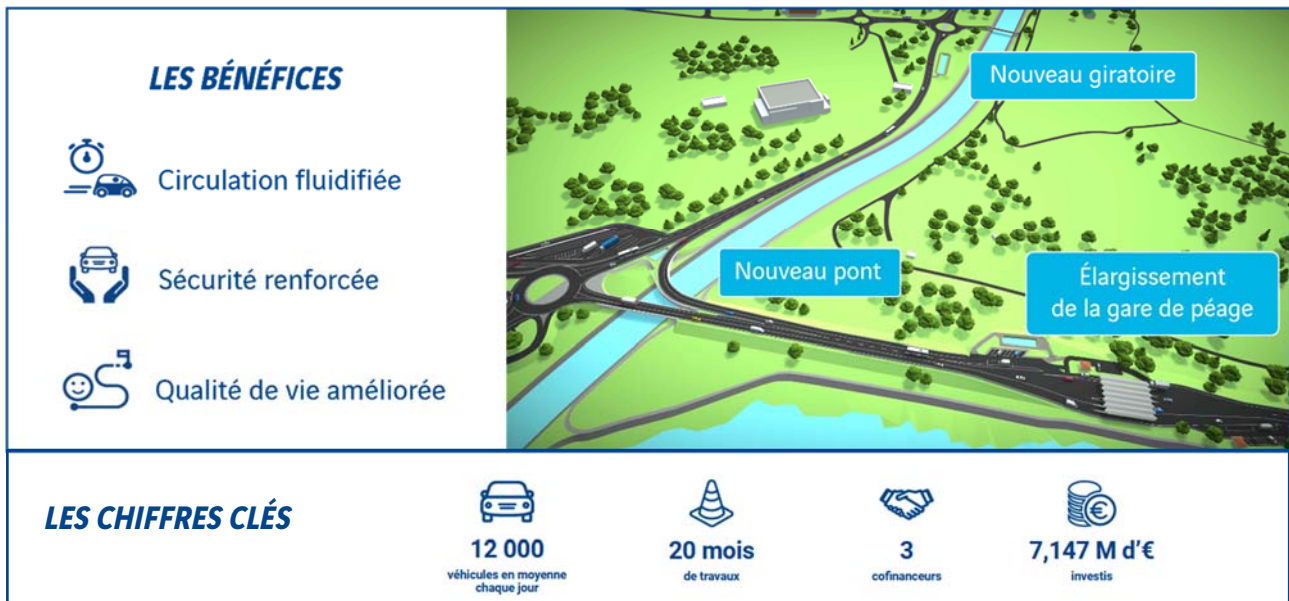 LES BÉNÉFICES
Circulation fluidifiée
Sécurité renforcée
Qualité de vie améliorée
Nouveau giratoire
Nouveau pont
Élargissement
de la gare de péage
LES CHIFFRES CLÉS
12 000
véhicules en moyenne
chaque jour
20 mois
de travaux
3
cofinanceurs
7,147 M d’€
investis